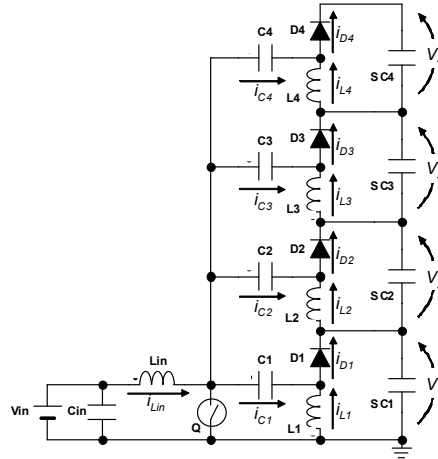 C4
D4
iD4
iC4
L4
iL4
SC4
V
C3
D3
iD3
iC3
L3
iL3
SC3
V
C2
D2
iD2
iC2
L2
iL2
SC2
V
Lin
C1
D1
iD1
Vin
Cin
iLin
Q
iC1
L1
iL1
SC1
V